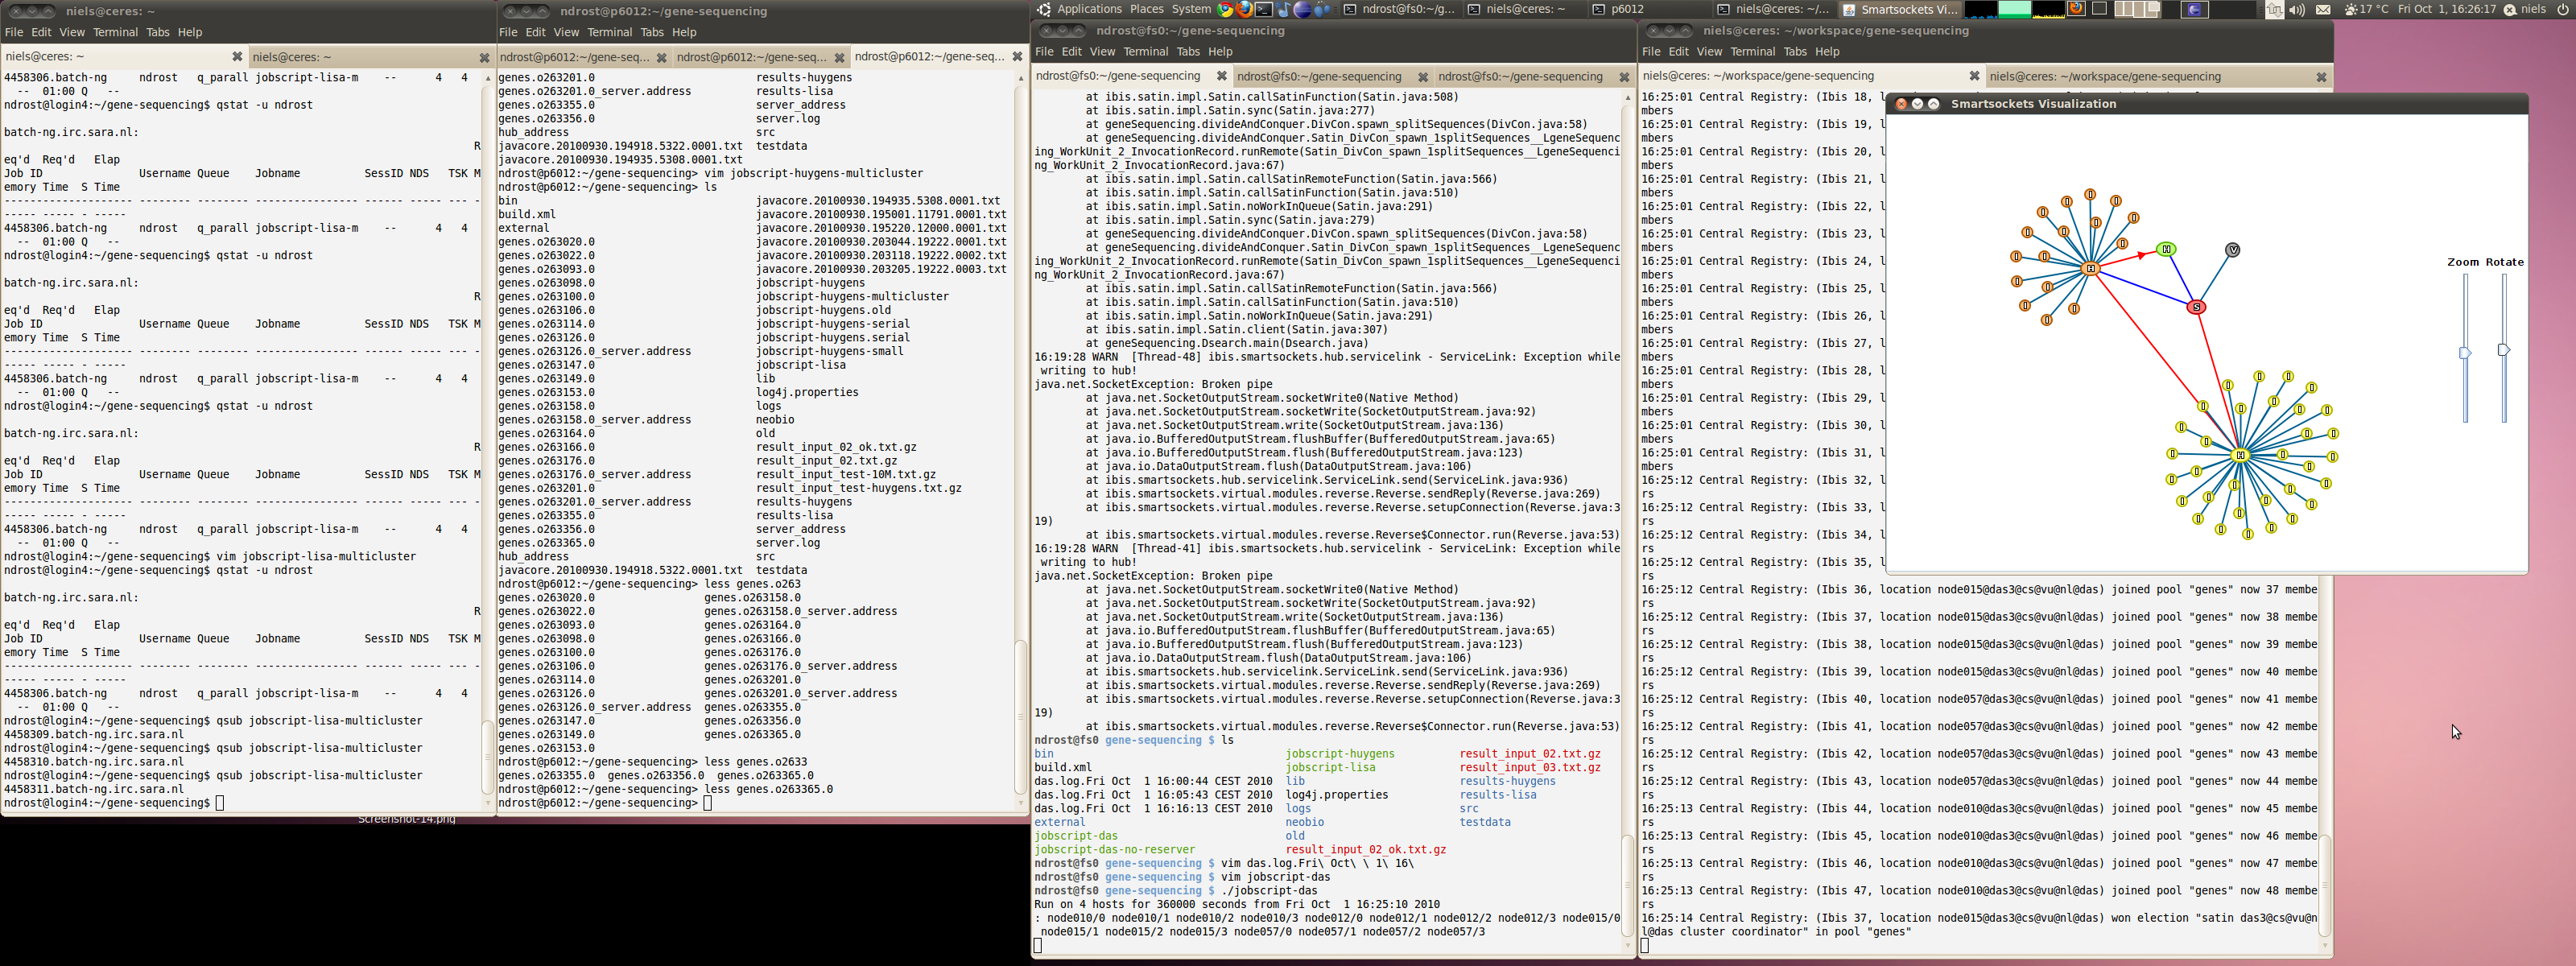 niels@ceres: ~
File Edit View Terminal Tabs Help
niels@ceres: ~ niels@ceres: ~
4458306.batch-ng ndrost q_parall jobscript-lisa-m -- 4 4
-- 01:00 Q --
ndrost@login4:~/gene-sequencing$ qstat -u ndrost
batch-ng.irc.sara.nl:
R
eq'd Req'd Elap
Job ID Username Queue Jobname SessID NDS TSK M
emory Time S Time
-------------------- -------- -------- ---------------- ------ ----- --- -
----- ----- - -----
4458306.batch-ng ndrost q_parall jobscript-lisa-m -- 4 4
-- 01:00 Q --
ndrost@login4:~/gene-sequencing$ qstat -u ndrost
batch-ng.irc.sara.nl:
R
eq'd Req'd Elap
Job ID Username Queue Jobname SessID NDS TSK M
emory Time S Time
-------------------- -------- -------- ---------------- ------ ----- --- -
----- ----- - -----
4458306.batch-ng ndrost q_parall jobscript-lisa-m -- 4 4
-- 01:00 Q --
ndrost@login4:~/gene-sequencing$ qstat -u ndrost
batch-ng.irc.sara.nl:
R
eq'd Req'd Elap
Job ID Username Queue Jobname SessID NDS TSK M
emory Time S Time
-------------------- -------- -------- ---------------- ------ ----- --- -
----- ----- - -----
4458306.batch-ng ndrost q_parall jobscript-lisa-m -- 4 4
-- 01:00 Q --
ndrost@login4:~/gene-sequencing$ vim jobscript-lisa-multicluster
ndrost@login4:~/gene-sequencing$ qstat -u ndrost
batch-ng.irc.sara.nl:
R
eq'd Req'd Elap
Job ID Username Queue Jobname SessID NDS TSK M
emory Time S Time
-------------------- -------- -------- ---------------- ------ ----- --- -
----- ----- - -----
4458306.batch-ng ndrost q_parall jobscript-lisa-m -- 4 4
-- 01:00 Q --
ndrost@login4:~/gene-sequencing$ qsub jobscript-lisa-multicluster
4458309.batch-ng.irc.sara.nl
ndrost@login4:~/gene-sequencing$ qsub jobscript-lisa-multicluster
4458310.batch-ng.irc.sara.nl
ndrost@login4:~/gene-sequencing$ qsub jobscript-lisa-multicluster
4458311.batch-ng.irc.sara.nl
ndrost@login4:~/gene-sequencing$
Screenshot-14.png
ndrost@p6012:~/gene-sequencing
File Edit View Terminal Tabs Help
ndrost@p6012:~/gene-seq... ndrost@p6012:~/gene-seq... ndrost@p6012:~/gene-seq...
genes.o263201.0 results-huygens
genes.o263201.0_server.address results-lisa
genes.o263355.0 server_address
genes.o263356.0 server.log
hub_address src
javacore.20100930.194918.5322.0001.txt testdata
javacore.20100930.194935.5308.0001.txt
ndrost@p6012:~/gene-sequencing> vim jobscript-huygens-multicluster
ndrost@p6012:~/gene-sequencing> ls
bin javacore.20100930.194935.5308.0001.txt
build.xml javacore.20100930.195001.11791.0001.txt
external javacore.20100930.195220.12000.0001.txt
genes.o263020.0 javacore.20100930.203044.19222.0001.txt
genes.o263022.0 javacore.20100930.203118.19222.0002.txt
genes.o263093.0 javacore.20100930.203205.19222.0003.txt
genes.o263098.0 jobscript-huygens
genes.o263100.0 jobscript-huygens-multicluster
genes.o263106.0 jobscript-huygens.old
genes.o263114.0 jobscript-huygens-serial
genes.o263126.0 jobscript-huygens.serial
genes.o263126.0_server.address jobscript-huygens-small
genes.o263147.0 jobscript-lisa
genes.o263149.0 lib
genes.o263153.0 log4j.properties
genes.o263158.0 logs
genes.o263158.0_server.address neobio
genes.o263164.0 old
genes.o263166.0 result_input_02_ok.txt.gz
genes.o263176.0 result_input_02.txt.gz
genes.o263176.0_server.address result_input_test-10M.txt.gz
genes.o263201.0 result_input_test-huygens.txt.gz
genes.o263201.0_server.address results-huygens
genes.o263355.0 results-lisa
genes.o263356.0 server_address
genes.o263365.0 server.log
hub_address src
javacore.20100930.194918.5322.0001.txt testdata
ndrost@p6012:~/gene-sequencing> less genes.o263
genes.o263020.0 genes.o263158.0
genes.o263022.0 genes.o263158.0_server.address
genes.o263093.0 genes.o263164.0
genes.o263098.0 genes.o263166.0
genes.o263100.0 genes.o263176.0
genes.o263106.0 genes.o263176.0_server.address
genes.o263114.0 genes.o263201.0
genes.o263126.0 genes.o263201.0_server.address
genes.o263126.0_server.address genes.o263355.0
genes.o263147.0 genes.o263356.0
genes.o263149.0 genes.o263365.0
genes.o263153.0
ndrost@p6012:~/gene-sequencing> less genes.o2633
genes.o263355.0 genes.o263356.0 genes.o263365.0
ndrost@p6012:~/gene-sequencing> less genes.o263365.0
ndrost@p6012:~/gene-sequencing>
Applications Places System ndrost@fs0:~/g... niels@ceres: ~ p6012 niels@ceres: ~/... Smartsockets Vi... 17 °C Fri Oct 1, 16:26:17 niels
ndrost@fs0:~/gene-sequencing
File Edit View Terminal Tabs Help
ndrost@fs0:~/gene-sequencing ndrost@fs0:~/gene-sequencing ndrost@fs0:~/gene-sequencing
at ibis.satin.impl.Satin.callSatinFunction(Satin.java:508)
at ibis.satin.impl.Satin.sync(Satin.java:277)
at geneSequencing.divideAndConquer.DivCon.spawn_splitSequences(DivCon.java:58)
at geneSequencing.divideAndConquer.Satin_DivCon_spawn_1splitSequences__LgeneSequenc
ing_WorkUnit_2_InvocationRecord.runRemote(Satin_DivCon_spawn_1splitSequences__LgeneSequenci
ng_WorkUnit_2_InvocationRecord.java:67)
at ibis.satin.impl.Satin.callSatinRemoteFunction(Satin.java:566)
at ibis.satin.impl.Satin.callSatinFunction(Satin.java:510)
at ibis.satin.impl.Satin.noWorkInQueue(Satin.java:291)
at ibis.satin.impl.Satin.sync(Satin.java:279)
at geneSequencing.divideAndConquer.DivCon.spawn_splitSequences(DivCon.java:58)
at geneSequencing.divideAndConquer.Satin_DivCon_spawn_1splitSequences__LgeneSequenc
ing_WorkUnit_2_InvocationRecord.runRemote(Satin_DivCon_spawn_1splitSequences__LgeneSequenci
ng_WorkUnit_2_InvocationRecord.java:67)
at ibis.satin.impl.Satin.callSatinRemoteFunction(Satin.java:566)
at ibis.satin.impl.Satin.callSatinFunction(Satin.java:510)
at ibis.satin.impl.Satin.noWorkInQueue(Satin.java:291)
at ibis.satin.impl.Satin.client(Satin.java:307)
at geneSequencing.Dsearch.main(Dsearch.java)
16:19:28 WARN [Thread-48] ibis.smartsockets.hub.servicelink - ServiceLink: Exception while
writing to hub!
java.net.SocketException: Broken pipe
at java.net.SocketOutputStream.socketWrite0(Native Method)
at java.net.SocketOutputStream.socketWrite(SocketOutputStream.java:92)
at java.net.SocketOutputStream.write(SocketOutputStream.java:136)
at java.io.BufferedOutputStream.flushBuffer(BufferedOutputStream.java:65)
at java.io.BufferedOutputStream.flush(BufferedOutputStream.java:123)
at java.io.DataOutputStream.flush(DataOutputStream.java:106)
at ibis.smartsockets.hub.servicelink.ServiceLink.send(ServiceLink.java:936)
at ibis.smartsockets.virtual.modules.reverse.Reverse.sendReply(Reverse.java:269)
at ibis.smartsockets.virtual.modules.reverse.Reverse.setupConnection(Reverse.java:3
19)
at ibis.smartsockets.virtual.modules.reverse.Reverse$Connector.run(Reverse.java:53)
16:19:28 WARN [Thread-41] ibis.smartsockets.hub.servicelink - ServiceLink: Exception while
writing to hub!
java.net.SocketException: Broken pipe
at java.net.SocketOutputStream.socketWrite0(Native Method)
at java.net.SocketOutputStream.socketWrite(SocketOutputStream.java:92)
at java.net.SocketOutputStream.write(SocketOutputStream.java:136)
at java.io.BufferedOutputStream.flushBuffer(BufferedOutputStream.java:65)
at java.io.BufferedOutputStream.flush(BufferedOutputStream.java:123)
at java.io.DataOutputStream.flush(DataOutputStream.java:106)
at ibis.smartsockets.hub.servicelink.ServiceLink.send(ServiceLink.java:936)
at ibis.smartsockets.virtual.modules.reverse.Reverse.sendReply(Reverse.java:269)
at ibis.smartsockets.virtual.modules.reverse.Reverse.setupConnection(Reverse.java:3
19)
at ibis.smartsockets.virtual.modules.reverse.Reverse$Connector.run(Reverse.java:53)
ndrost@fs0 gene-sequencing $ ls
bin jobscript-huygens result_input_02.txt.gz
build.xml jobscript-lisa result_input_03.txt.gz
das.log.Fri Oct 1 16:00:44 CEST 2010 lib results-huygens
das.log.Fri Oct 1 16:05:43 CEST 2010 log4j.properties results-lisa
das.log.Fri Oct 1 16:16:13 CEST 2010 logs src
external neobio testdata
jobscript-das old
jobscript-das-no-reserver result_input_02_ok.txt.gz
ndrost@fs0 gene-sequencing $ vim das.log.Fri\ Oct\ \ 1\ 16\
ndrost@fs0 gene-sequencing $ vim jobscript-das
ndrost@fs0 gene-sequencing $ ./jobscript-das
Run on 4 hosts for 360000 seconds from Fri Oct 1 16:25:10 2010
: node010/0 node010/1 node010/2 node010/3 node012/0 node012/1 node012/2 node012/3 node015/0
node015/1 node015/2 node015/3 node057/0 node057/1 node057/2 node057/3
niels@ceres: ~/workspace/gene-sequencing
File Edit View Terminal Tabs Help
niels@ceres: ~/workspace/gene-sequencing niels@ceres: ~/workspace/gene-sequencing
16:25:01 Central Registry: (Ibis 18, l
mbers
16:25:01 Central Registry: (Ibis 19, l
mbers
16:25:01 Central Registry: (Ibis 20, l
mbers
16:25:01 Central Registry: (Ibis 21, l
mbers
16:25:01 Central Registry: (Ibis 22, l
mbers
16:25:01 Central Registry: (Ibis 23, l
mbers
16:25:01 Central Registry: (Ibis 24, l
mbers
16:25:01 Central Registry: (Ibis 25, l
mbers
16:25:01 Central Registry: (Ibis 26, l
mbers
16:25:01 Central Registry: (Ibis 27, l
mbers
16:25:01 Central Registry: (Ibis 28, l
mbers
16:25:01 Central Registry: (Ibis 29, l
mbers
16:25:01 Central Registry: (Ibis 30, l
mbers
16:25:01 Central Registry: (Ibis 31, l
mbers
16:25:12 Central Registry: (Ibis 32, l
rs
16:25:12 Central Registry: (Ibis 33, l
rs
16:25:12 Central Registry: (Ibis 34, l
rs
16:25:12 Central Registry: (Ibis 35, l
rs
16:25:12 Central Registry: (Ibis 36, location node015@das3@cs@vu@nl@das) joined pool "genes" now 37 membe
rs
16:25:12 Central Registry: (Ibis 37, location node015@das3@cs@vu@nl@das) joined pool "genes" now 38 membe
rs
16:25:12 Central Registry: (Ibis 38, location node015@das3@cs@vu@nl@das) joined pool "genes" now 39 membe
rs
16:25:12 Central Registry: (Ibis 39, location node015@das3@cs@vu@nl@das) joined pool "genes" now 40 membe
rs
16:25:12 Central Registry: (Ibis 40, location node057@das3@cs@vu@nl@das) joined pool "genes" now 41 membe
rs
16:25:12 Central Registry: (Ibis 41, location node057@das3@cs@vu@nl@das) joined pool "genes" now 42 membe
rs
16:25:12 Central Registry: (Ibis 42, location node057@das3@cs@vu@nl@das) joined pool "genes" now 43 membe
rs
16:25:12 Central Registry: (Ibis 43, location node057@das3@cs@vu@nl@das) joined pool "genes" now 44 membe
rs
16:25:13 Central Registry: (Ibis 44, location node010@das3@cs@vu@nl@das) joined pool "genes" now 45 membe
rs
16:25:13 Central Registry: (Ibis 45, location node010@das3@cs@vu@nl@das) joined pool "genes" now 46 membe
rs
16:25:13 Central Registry: (Ibis 46, location node010@das3@cs@vu@nl@das) joined pool "genes" now 47 membe
rs
16:25:13 Central Registry: (Ibis 47, location node010@das3@cs@vu@nl@das) joined pool "genes" now 48 membe
rs
16:25:14 Central Registry: (Ibis 37, location node015@das3@cs@vu@nl@das) won election "satin das3@cs@vu@n
l@das cluster coordinator" in pool "genes"
Smartsockets Visualization
H
V
H
S
H
Zoom Rotate